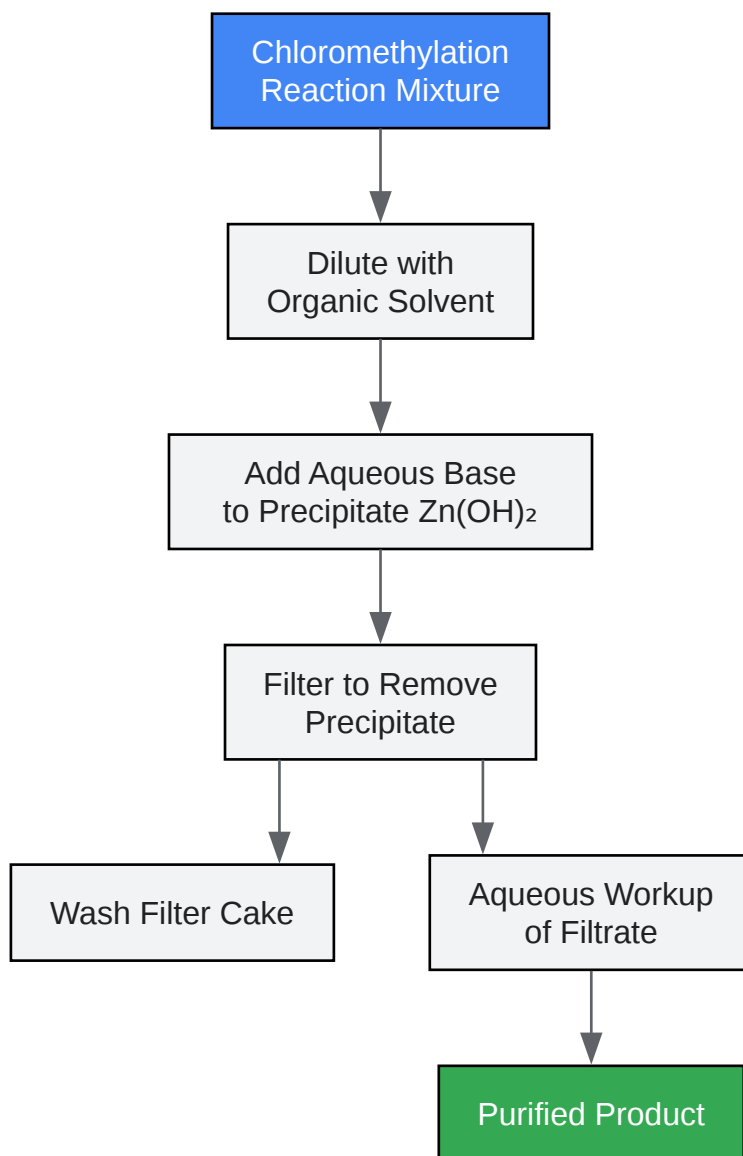 Chloromethylation
Reaction Mixture
Dilute with
Organic Solvent
Add Aqueous Base
to Precipitate Zn(OH)₂
Filter to Remove
Precipitate
Wash Filter Cake
Aqueous Workup
of Filtrate
Purified Product